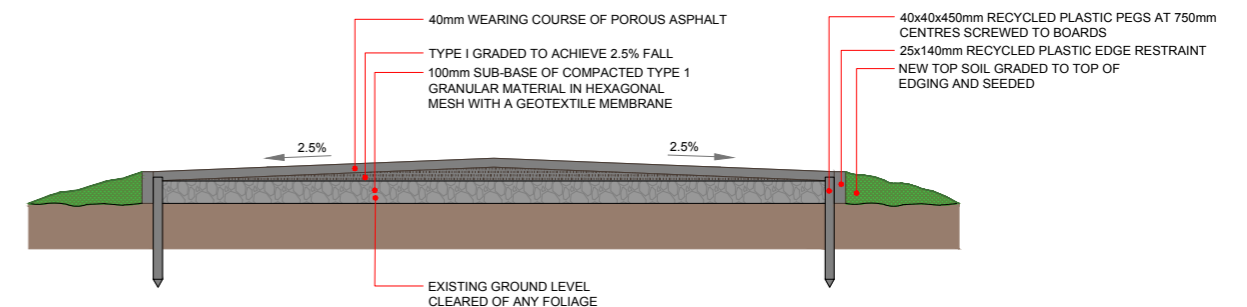 40mm WEARING COURSE OF POROUS ASPHALT
TYPE I GRADED TO ACHIEVE 2.5% FALL
100mm SUB-BASE OF COMPACTED TYPE 1
GRANULAR MATERIAL IN HEXAGONAL
MESH WITH A GEOTEXTILE MEMBRANE
40x40x450mm RECYCLED PLASTIC PEGS AT 750mm
CENTRES SCREWED TO BOARDS
25x140mm RECYCLED PLASTIC EDGE RESTRAINT
NEW TOP SOIL GRADED TO TOP OF
EDGING AND SEEDED
2.5%
2.5%
EXISTING GROUND LEVEL
CLEARED OF ANY FOLIAGE